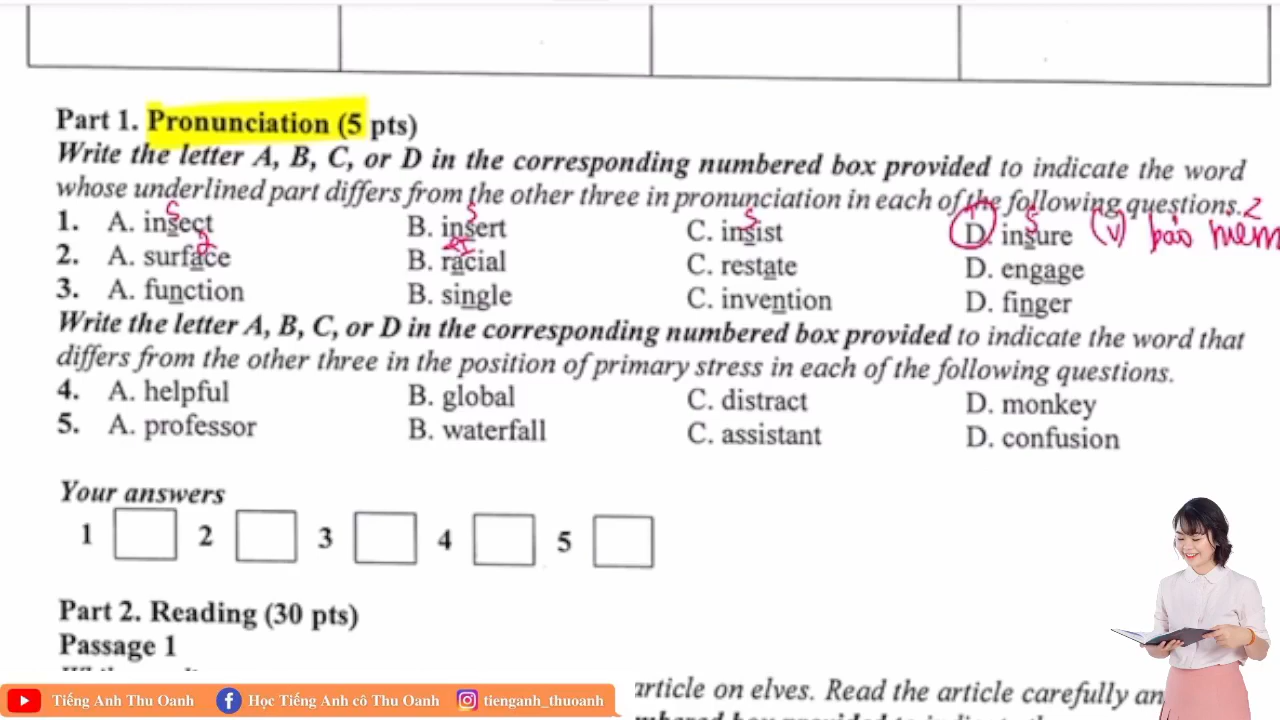 Part 1. Pronunciation (5 pts)
Write the letter A, B, C, or D in the corresponding numbered box provided to indicate the word
whose underlined part differs from the other three in pronunciation in each of the following questions.
1. A. insect B. insert C. insist D. insure (v) bảo hiểm
2. A. surface B. racial C. restate D. engage
3. A. function B. single C. invention D. finger
Write the letter A, B, C, or D in the corresponding numbered box provided to indicate the word that
differs from the other three in the position of primary stress in each of the following questions.
4. A. helpful B. global C. distract D. monkey
5. A. professor B. waterfall C. assistant D. confusion
Your answers
1 2 3 4 5
Part 2. Reading (30 pts)
Passage 1
article on elves. Read the article carefully an
Tiếng Anh Thu Oanh Học Tiếng Anh cô Thu Oanh tienganh_thuoanh